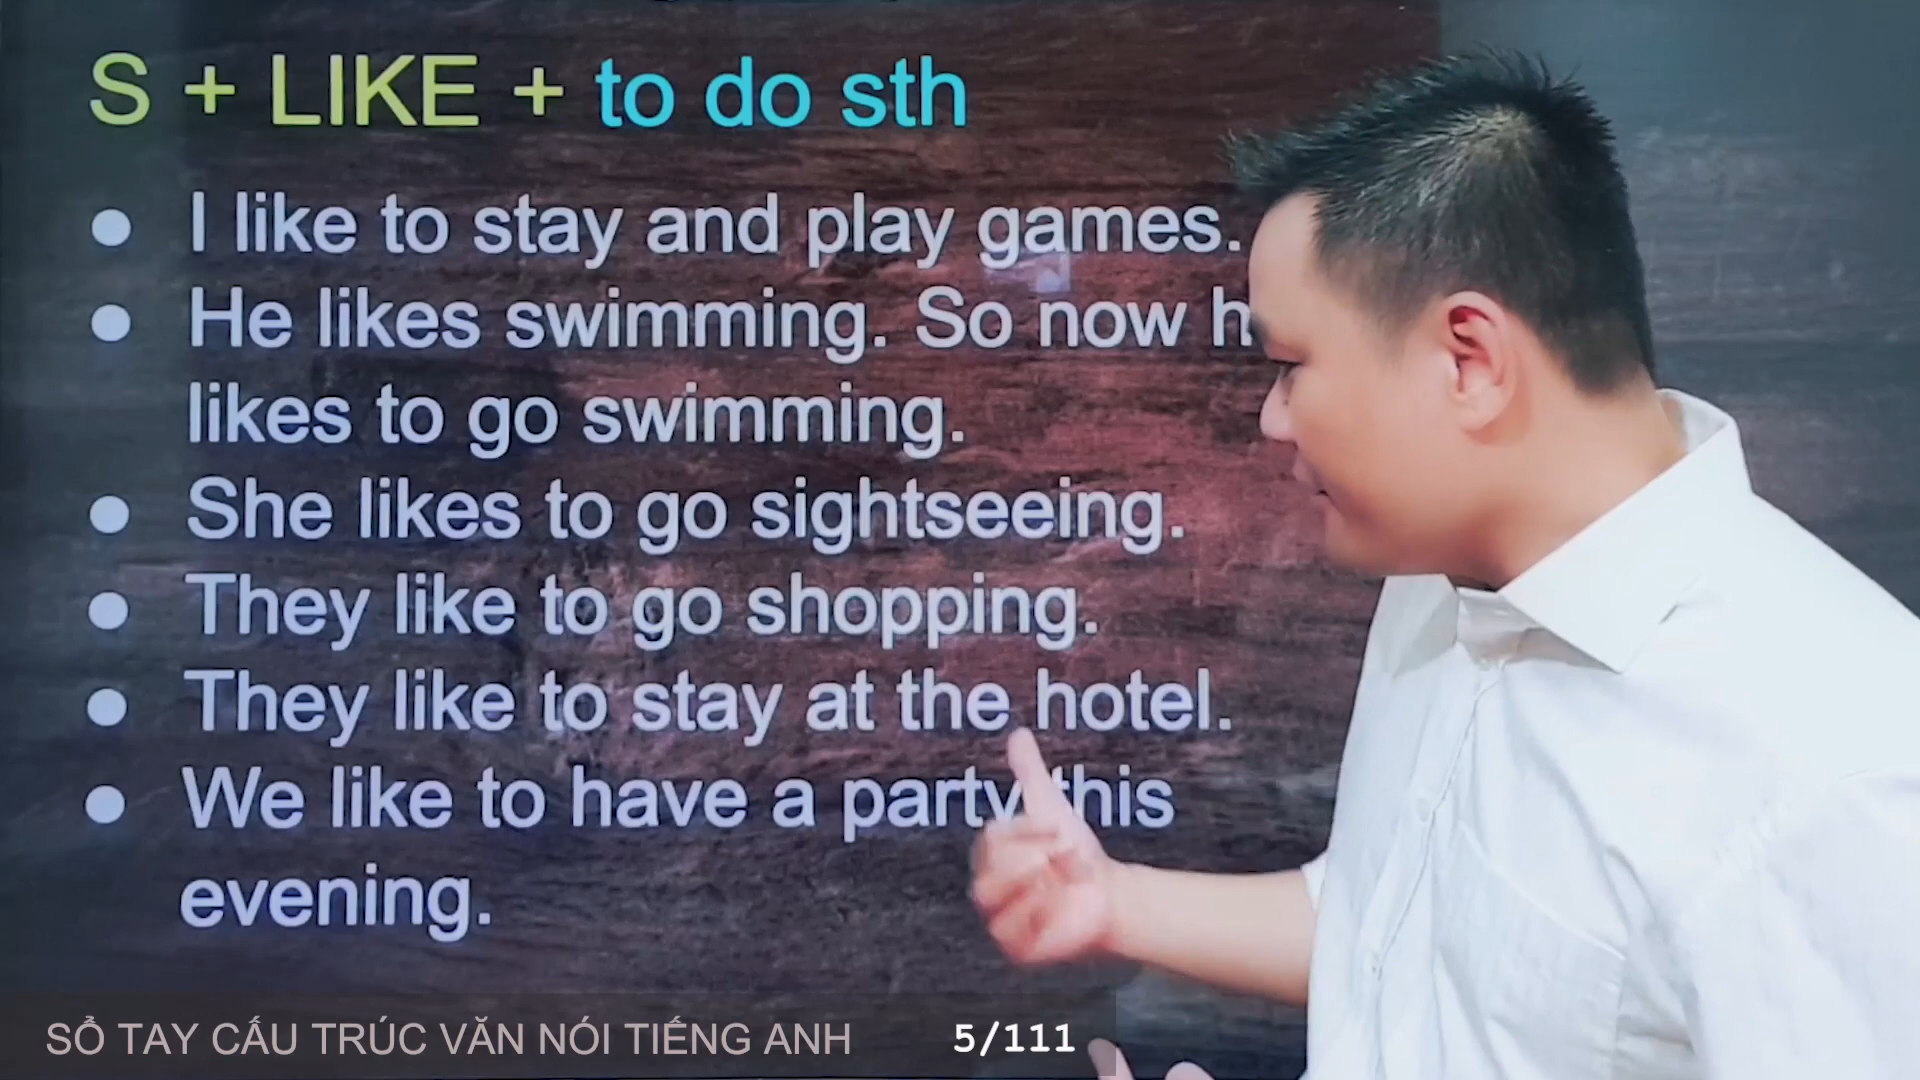 S + LIKE + to do sth
● I like to stay and play games.
● He likes swimming. So now
likes to go swimming.
● She likes to go sightseeing.
● They like to go shopping.
● They like to stay at the hotel.
● We like to have a party this
evening.
SỔ TAY CẤU TRÚC VĂN NÓI TIẾNG ANH
5/111